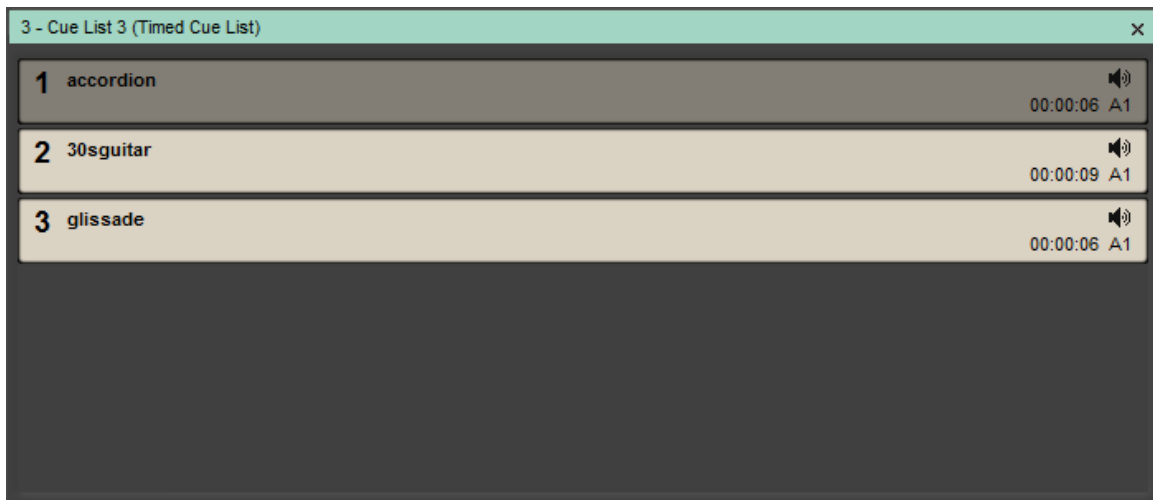 3 - Cue List 3 (Timed Cue List)
1 accordion
00:00:06 A1
2 30sguitar
00:00:09 A1
3 glissade
00:00:06 A1